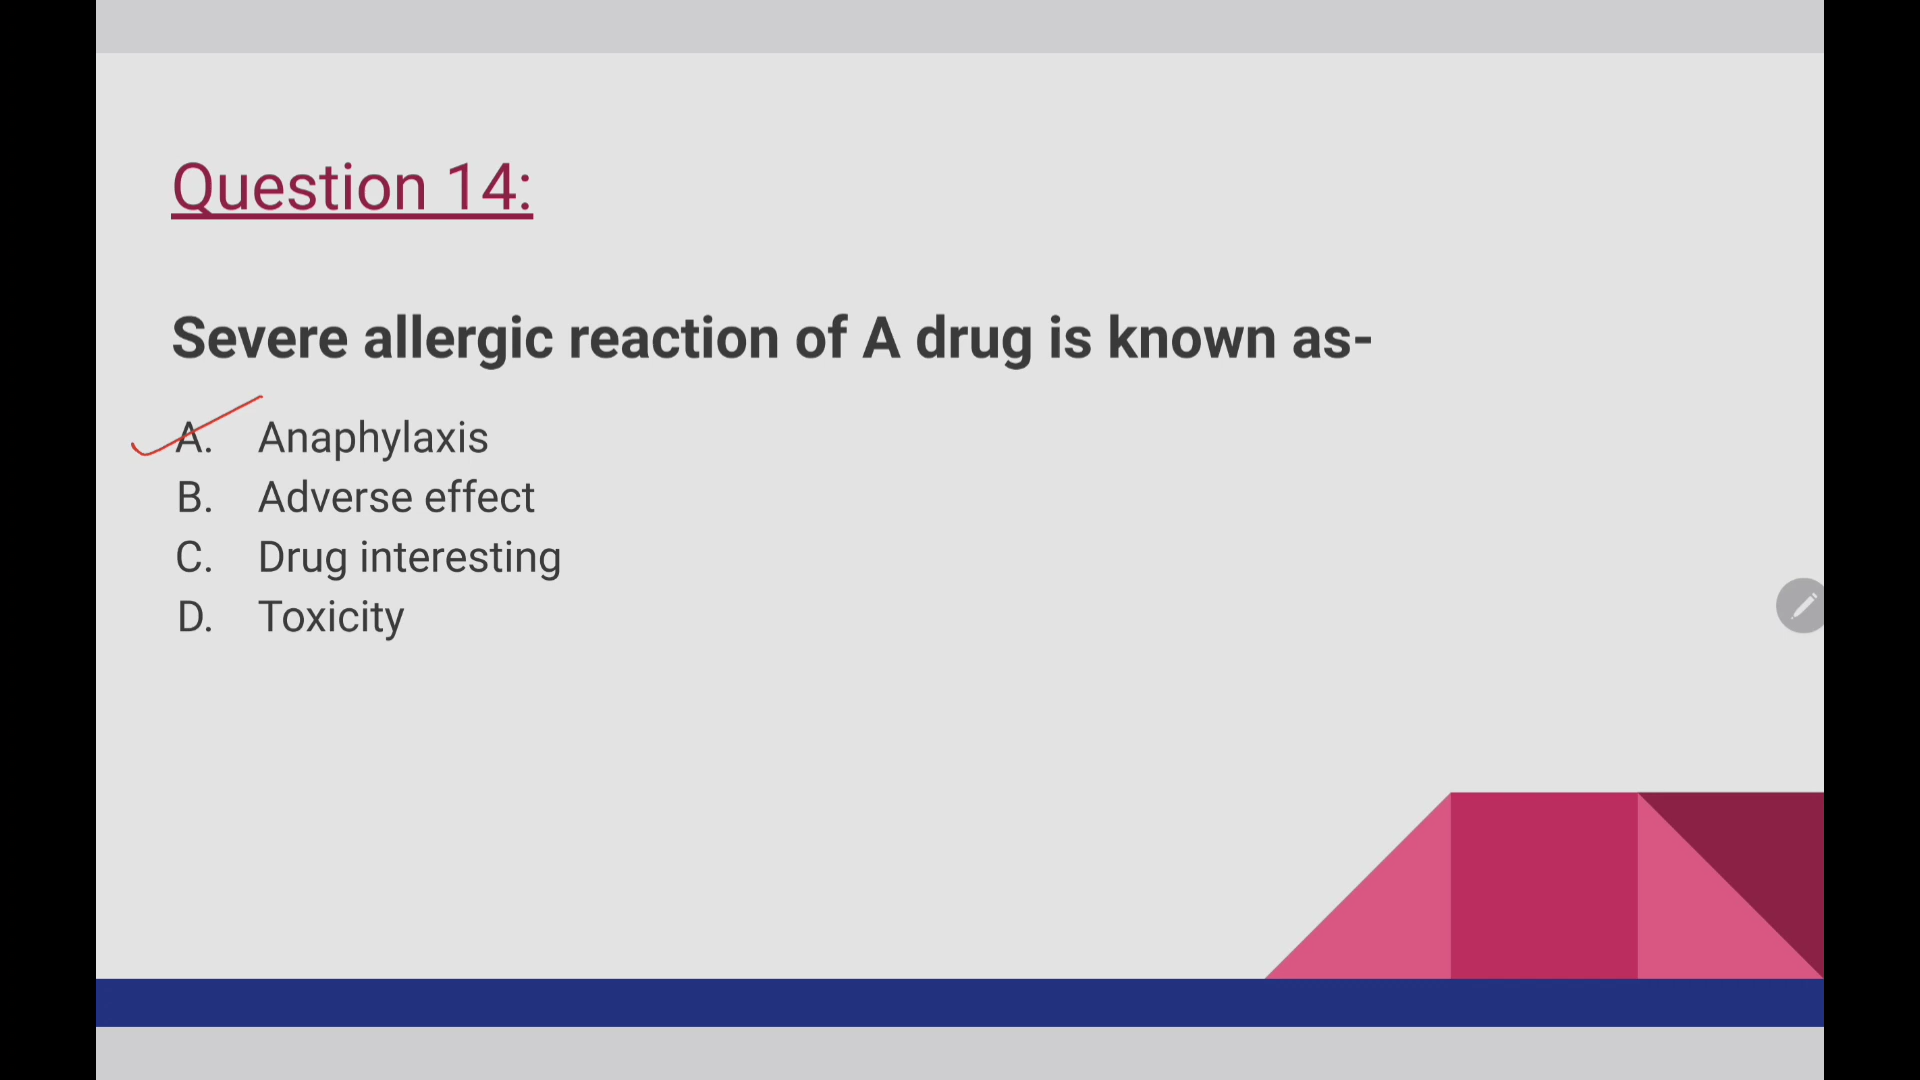 Question 14:
Severe allergic reaction of A drug is known as-
A. Anaphylaxis
B. Adverse effect
C. Drug interesting
D. Toxicity